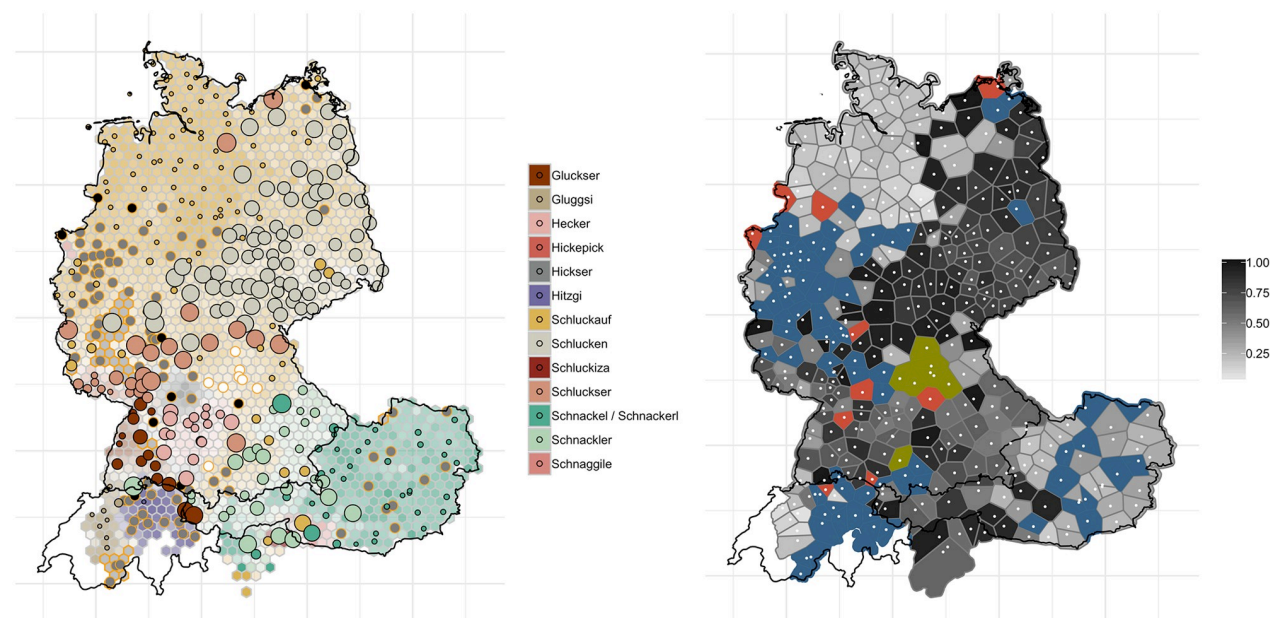 Gluckser
Gluggsi
Hecker
Hickepick
Hickser
Hitzgi
Schluckauf
Schlucken
Schluckiza
Schluckser
Schnackel / Schnackerl
Schnackler
Schnaggile
1.00
0.75
0.50
0.25